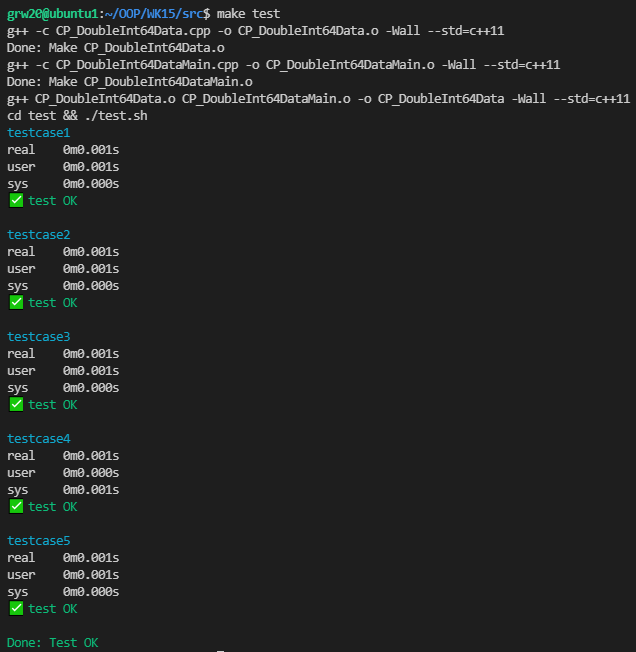 grw20@ubuntu1:~/OOP/WK15/src$ make test
g++ -c CP_DoubleInt64Data.cpp -o CP_DoubleInt64Data.o -Wall --std=c++11
Done: Make CP_DoubleInt64Data.o
g++ -c CP_DoubleInt64DataMain.cpp -o CP_DoubleInt64DataMain.o -Wall --std=c++11
Done: Make CP_DoubleInt64DataMain.o
g++ CP_DoubleInt64Data.o CP_DoubleInt64DataMain.o -o CP_DoubleInt64Data -Wall --std=c++11
cd test && ./test.sh
testcase1
real    0m0.001s
user    0m0.001s
sys     0m0.000s
✅ test OK
testcase2
real    0m0.001s
user    0m0.001s
sys     0m0.000s
✅ test OK
testcase3
real    0m0.001s
user    0m0.001s
sys     0m0.000s
✅ test OK
testcase4
real    0m0.001s
user    0m0.000s
sys     0m0.001s
✅ test OK
testcase5
real    0m0.001s
user    0m0.001s
sys     0m0.000s
✅ test OK
Done: Test OK